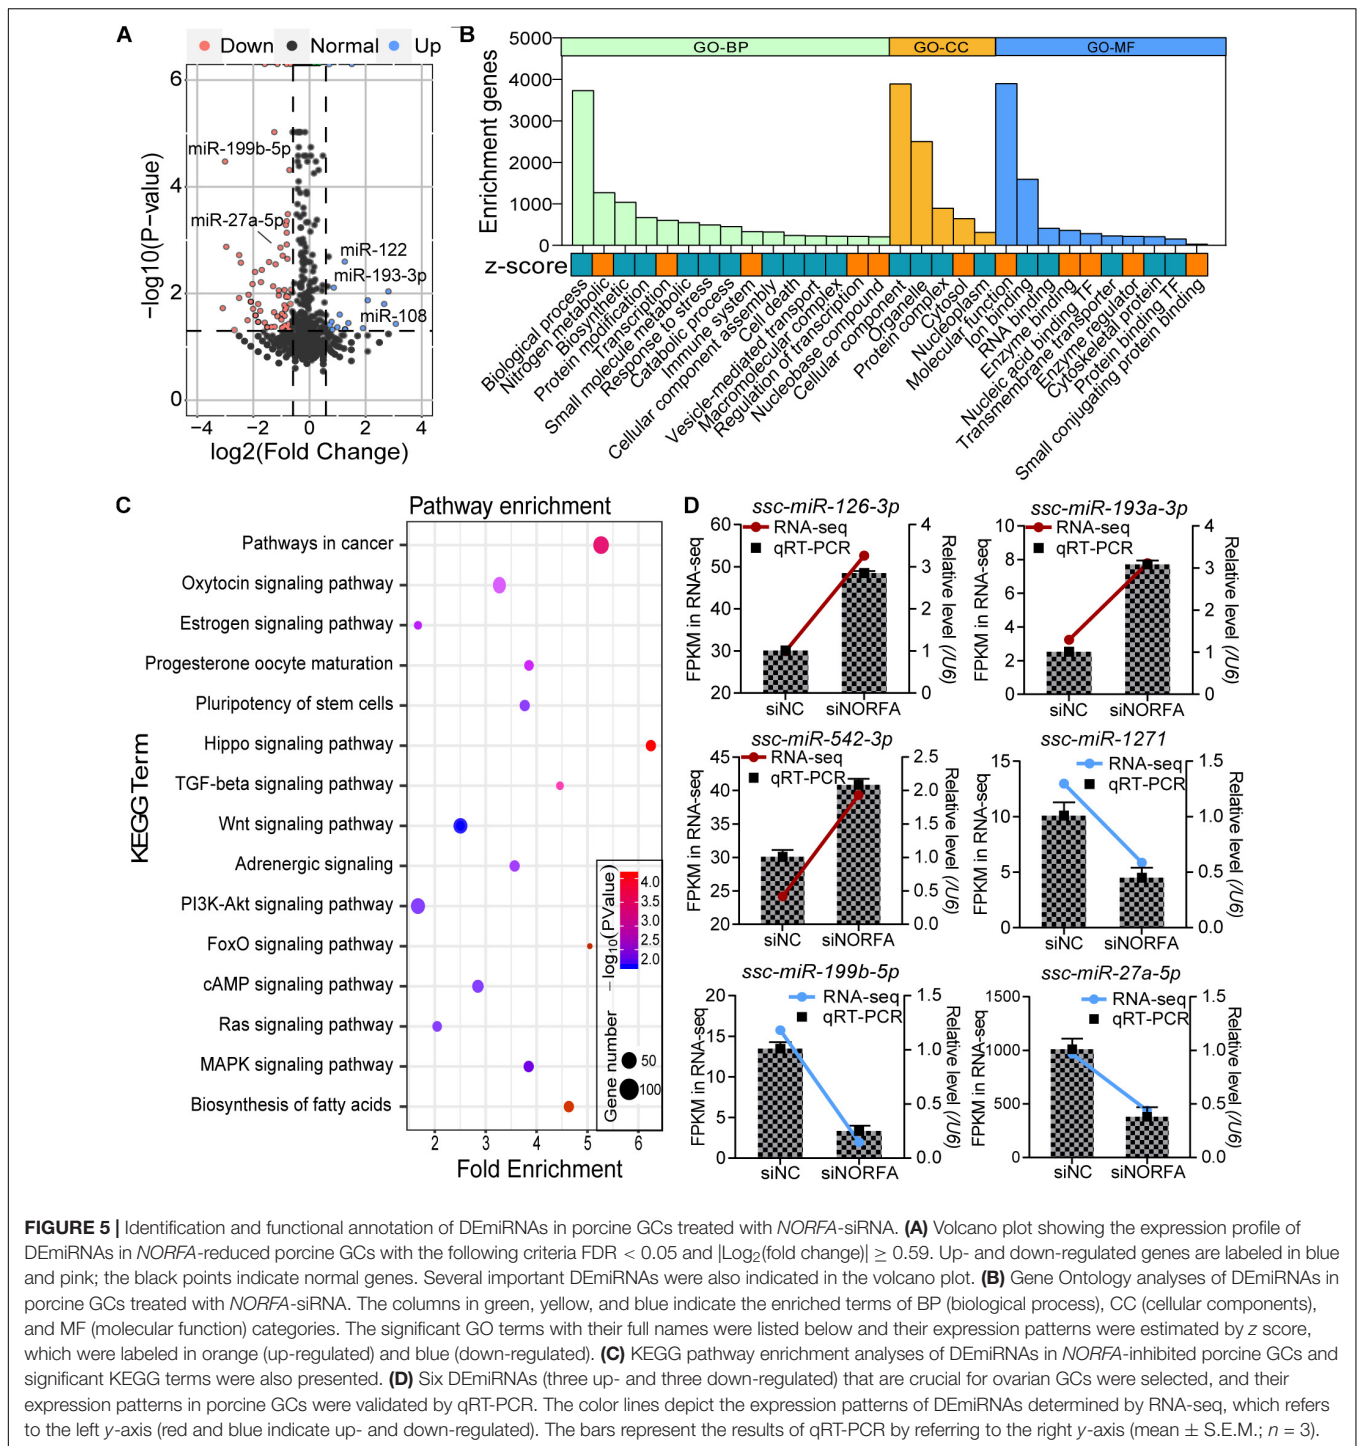 A
Down
Normal
Up
6
4
2
0
−4
−2
0
2
4
−log10(P−value)
log2(Fold Change)
miR-199b-5p
miR-27a-5p
miR-122
miR-193-3p
miR-108
B
5000
4000
3000
2000
1000
0
Enrichment genes
GO-BP
GO-CC
GO-MF
z-score
Biological process
Nitrogen metabolic
Biosynthetic
Protein modification
Transcription
Small molecule metabolic
Response to stress
Catabolic process
Immune system
Cellular component assembly
Cell death
Vesicle-mediated transport
Macromolecular complex
Regulation of transcription
Nucleobase compound
Cellular component
Organelle
Protein complex
Cytosol
Nucleoplasm
Molecular function
Ion binding
RNA binding
Enzyme binding
Nucleic acid binding TF
Transmembrane transporter
Enzyme regulator
Cytoskeletal protein
Protein binding TF
Small conjugating protein binding
C
Pathway enrichment
KEGGTerm
Pathways in cancer
Oxytocin signaling pathway
Estrogen signaling pathway
Progesterone oocyte maturation
Pluripotency of stem cells
Hippo signaling pathway
TGF-beta signaling pathway
Wnt signaling pathway
Adrenergic signaling
PI3K-Akt signaling pathway
FoxO signaling pathway
cAMP signaling pathway
Ras signaling pathway
MAPK signaling pathway
Biosynthesis of fatty acids
2
3
4
5
6
Fold Enrichment
−log10(PValue)
4.0
3.5
3.0
2.5
2.0
Gene number
50
100
D
ssc-miR-126-3p
RNA-seq
qRT-PCR
FPKM in RNA-seq
60
50
40
30
20
4
3
2
1
0
Relative level (/U6)
siNC
siNORFA
ssc-miR-193a-3p
RNA-seq
qRT-PCR
FPKM in RNA-seq
10
8
6
4
2
0
4
3
2
1
0
Relative level (/U6)
siNC
siNORFA
ssc-miR-542-3p
RNA-seq
qRT-PCR
FPKM in RNA-seq
45
40
35
30
25
20
2.5
2.0
1.5
1.0
0.5
0.0
Relative level (/U6)
siNC
siNORFA
ssc-miR-1271
RNA-seq
qRT-PCR
FPKM in RNA-seq
15
10
5
0
1.5
1.0
0.5
0.0
Relative level (/U6)
siNC
siNORFA
ssc-miR-199b-5p
RNA-seq
qRT-PCR
FPKM in RNA-seq
20
15
10
5
0
1.5
1.0
0.5
0.0
Relative level (/U6)
siNC
siNORFA
ssc-miR-27a-5p
RNA-seq
qRT-PCR
FPKM in RNA-seq
1500
1000
500
0
1.5
1.0
0.5
0.0
Relative level (/U6)
siNC
siNORFA
FIGURE 5 | Identification and functional annotation of DEmiRNAs in porcine GCs treated with NORFA-siRNA. (A) Volcano plot showing the expression profile of
DEmiRNAs in NORFA-reduced porcine GCs with the following criteria FDR < 0.05 and |Log2(fold change)| ≥ 0.59. Up- and down-regulated genes are labeled in blue
and pink; the black points indicate normal genes. Several important DEmiRNAs were also indicated in the volcano plot. (B) Gene Ontology analyses of DEmiRNAs in
porcine GCs treated with NORFA-siRNA. The columns in green, yellow, and blue indicate the enriched terms of BP (biological process), CC (cellular components),
and MF (molecular function) categories. The significant GO terms with their full names were listed below and their expression patterns were estimated by z score,
which were labeled in orange (up-regulated) and blue (down-regulated). (C) KEGG pathway enrichment analyses of DEmiRNAs in NORFA-inhibited porcine GCs and
significant KEGG terms were also presented. (D) Six DEmiRNAs (three up- and three down-regulated) that are crucial for ovarian GCs were selected, and their
expression patterns in porcine GCs were validated by qRT-PCR. The color lines depict the expression patterns of DEmiRNAs determined by RNA-seq, which refers
to the left y-axis (red and blue indicate up- and down-regulated). The bars represent the results of qRT-PCR by referring to the right y-axis (mean ± S.E.M.; n = 3).